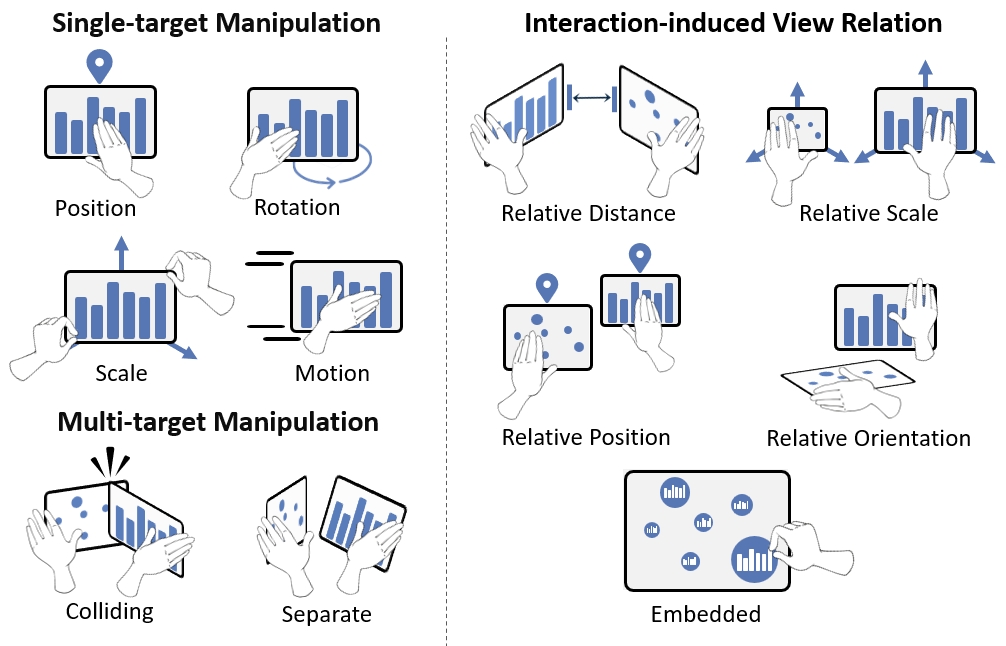 Single-target Manipulation
Position
Rotation
Scale
Motion
Multi-target Manipulation
Colliding
Separate
Interaction-induced View Relation
Relative Distance
Relative Scale
Relative Position
Relative Orientation
Embedded